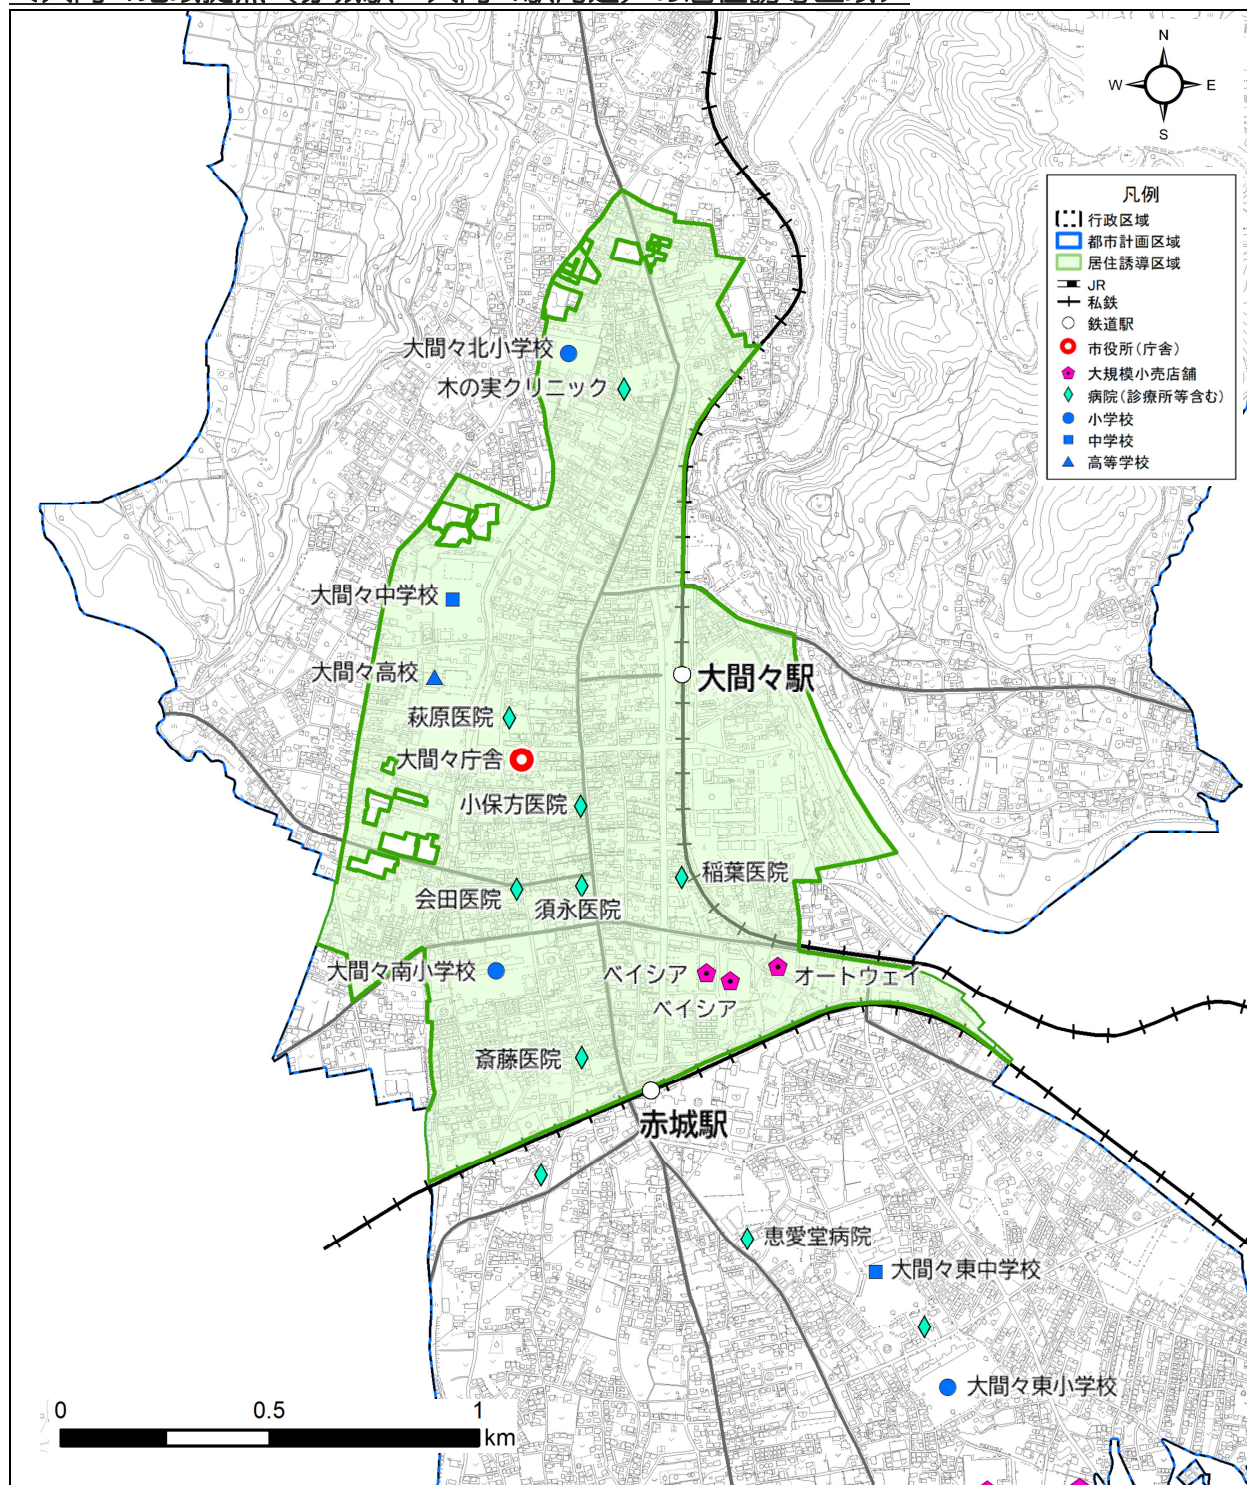 N
W
E
S
凡例
行政区域
都市計画区域
居住誘導区域
JR
私鉄
鉄道駅
市役所(庁舎)
大規模小売店舗
病院(診療所等含む)
小学校
中学校
高等学校
大間々北小学校
木の実クリニック
大間々中学校
大間々高校
大間々駅
萩原医院
大間々庁舎
小保方医院
稲葉医院
会田医院
須永医院
大間々南小学校
ベイシア
オートウェイ
ベイシア
斎藤医院
赤城駅
恵愛堂病院
大間々東中学校
大間々東小学校
0
0.5
1
km